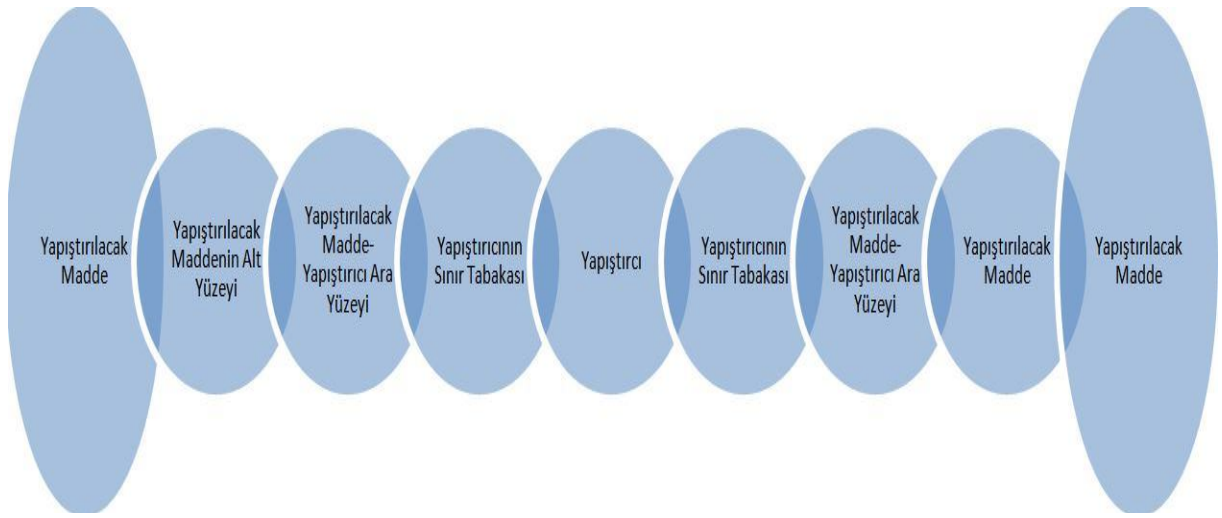 Yapıştırılacak
Madde
Yapıştırılacak
Maddenin Alt
Yüzeyi
Yapıştırılacak
Madde-
Yapıştırıcı Ara
Yüzeyi
Yapıştırıcının
Sınır Tabakası
Yapıştırcı
Yapıştırıcının
Sınır Tabakası
Yapıştırılacak
Madde-
Yapıştırıcı Ara
Yüzeyi
Yapıştırılacak
Madde
Yapıştırılacak
Madde